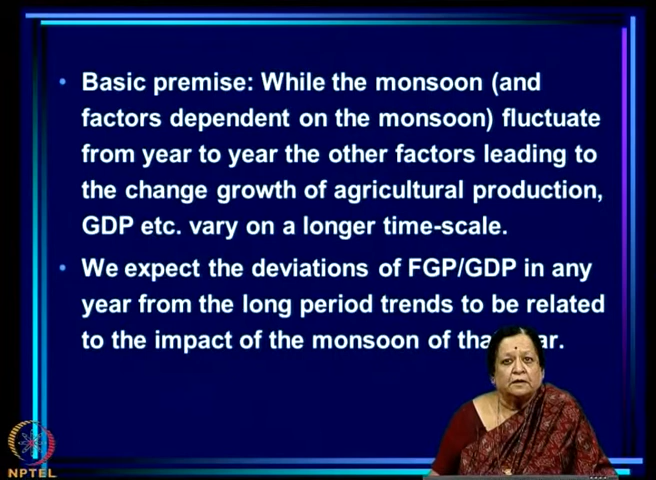 • Basic premise: While the monsoon (and
factors dependent on the monsoon) fluctuate
from year to year the other factors leading to
the change growth of agricultural production,
GDP etc. vary on a longer time-scale.
• We expect the deviations of FGP/GDP in any
year from the long period trends to be related
to the impact of the monsoon of
NPTEL